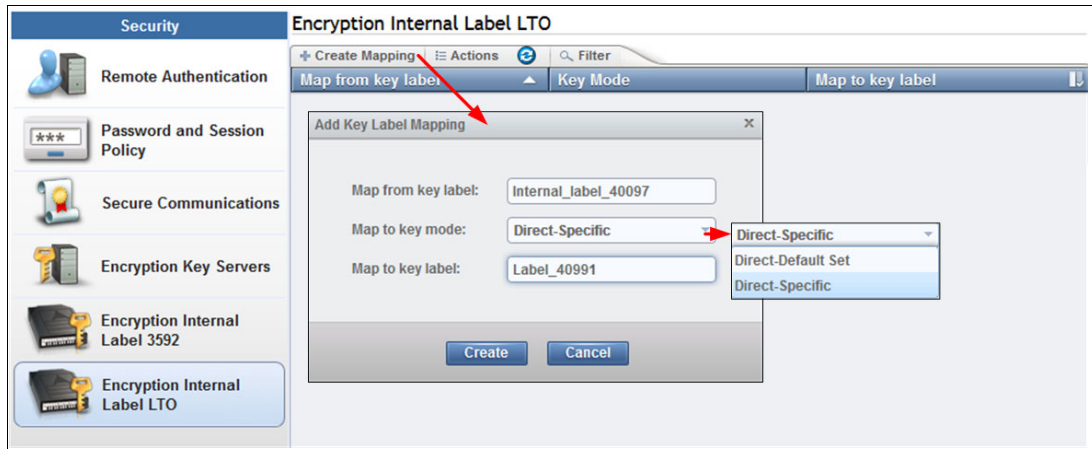 Security
Remote Authentication
***
Password and Session
Policy
Secure Communications
Encryption Key Servers
Encryption Internal
Label 3592
Encryption Internal
Label LTO
Encryption Internal Label LTO
Create Mapping Actions Filter
Map from key label Key Mode Map to key label
Add Key Label Mapping x
Map from key label: Internal_label_40097
Map to key mode: Direct-Specific
Map to key label: Label_40991
Create Cancel
Direct-Specific
Direct-Default Set
Direct-Specific